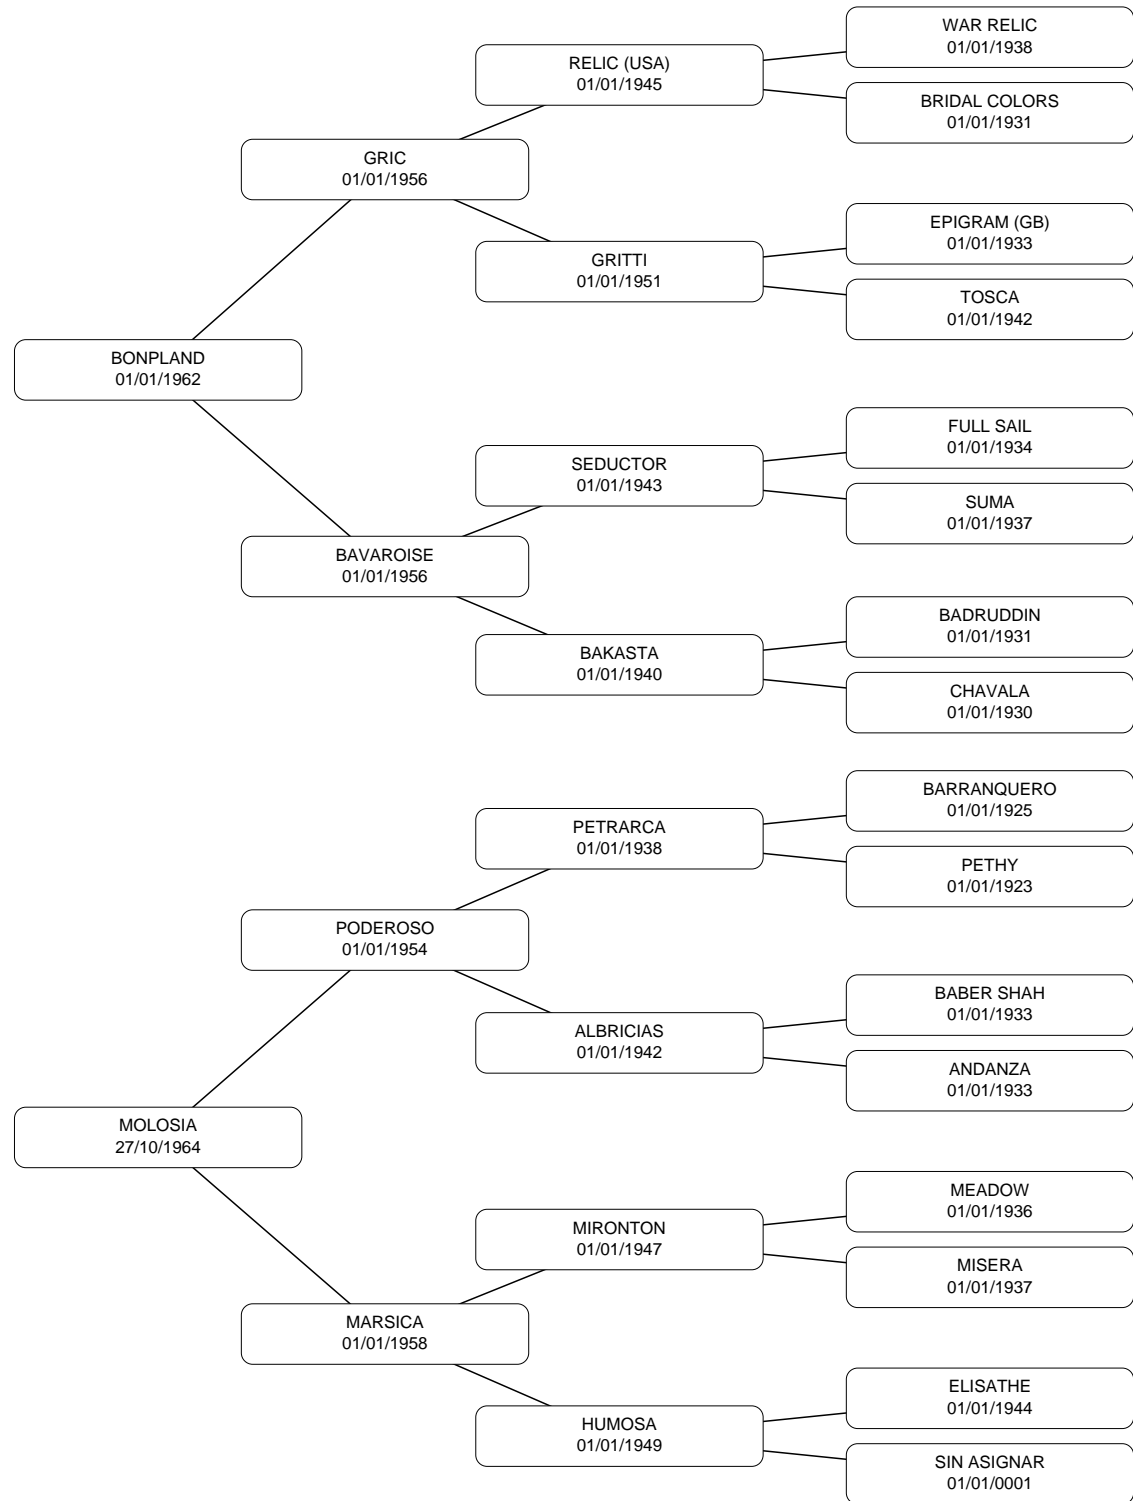 WAR RELIC
01/01/1938
RELIC (USA)
01/01/1945
BRIDAL COLORS
01/01/1931
GRIC
01/01/1956
EPIGRAM (GB)
01/01/1933
GRITTI
01/01/1951
TOSCA
01/01/1942
BONPLAND
01/01/1962
FULL SAIL
01/01/1934
SEDUCTOR
01/01/1943
SUMA
01/01/1937
BAVAROISE
01/01/1956
BADRUDDIN
01/01/1931
BAKASTA
01/01/1940
CHAVALA
01/01/1930
BARRANQUERO
01/01/1925
PETRARCA
01/01/1938
PETHY
01/01/1923
PODEROSO
01/01/1954
BABER SHAH
01/01/1933
ALBRICIAS
01/01/1942
ANDANZA
01/01/1933
MOLOSIA
27/10/1964
MEADOW
01/01/1936
MIRONTON
01/01/1947
MISERA
01/01/1937
MARSICA
01/01/1958
ELISATHE
01/01/1944
HUMOSA
01/01/1949
SIN ASIGNAR
01/01/0001